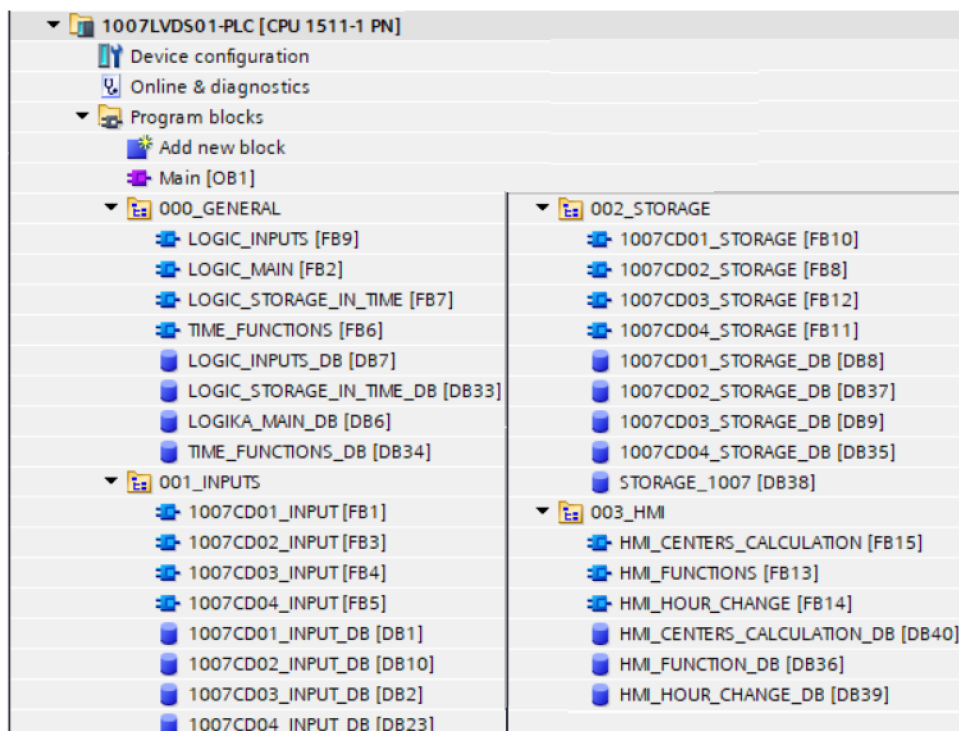 1007LVDS01-PLC [CPU 1511-1 PN]
Device configuration
Online & diagnostics
Program blocks
Add new block
Main [OB1]
000_GENERAL
LOGIC_INPUTS [FB9]
LOGIC_MAIN [FB2]
LOGIC_STORAGE_IN_TIME [FB7]
TIME_FUNCTIONS [FB6]
LOGIC_INPUTS_DB [DB7]
LOGIC_STORAGE_IN_TIME_DB [DB33]
LOGIKA_MAIN_DB [DB6]
TIME_FUNCTIONS_DB [DB34]
001_INPUTS
1007CD01_INPUT [FB1]
1007CD02_INPUT [FB3]
1007CD03_INPUT [FB4]
1007CD04_INPUT [FB5]
1007CD01_INPUT_DB [DB1]
1007CD02_INPUT_DB [DB10]
1007CD03_INPUT_DB [DB2]
1007CD04_INPUT_DB [DB23]
002_STORAGE
1007CD01_STORAGE [FB10]
1007CD02_STORAGE [FB8]
1007CD03_STORAGE [FB12]
1007CD04_STORAGE [FB11]
1007CD01_STORAGE_DB [DB8]
1007CD02_STORAGE_DB [DB37]
1007CD03_STORAGE_DB [DB9]
1007CD04_STORAGE_DB [DB35]
STORAGE_1007 [DB38]
003_HMI
HMI_CENTERS_CALCULATION [FB15]
HMI_FUNCTIONS [FB13]
HMI_HOUR_CHANGE [FB14]
HMI_CENTERS_CALCULATION_DB [DB40]
HMI_FUNCTION_DB [DB36]
HMI_HOUR_CHANGE_DB [DB39]